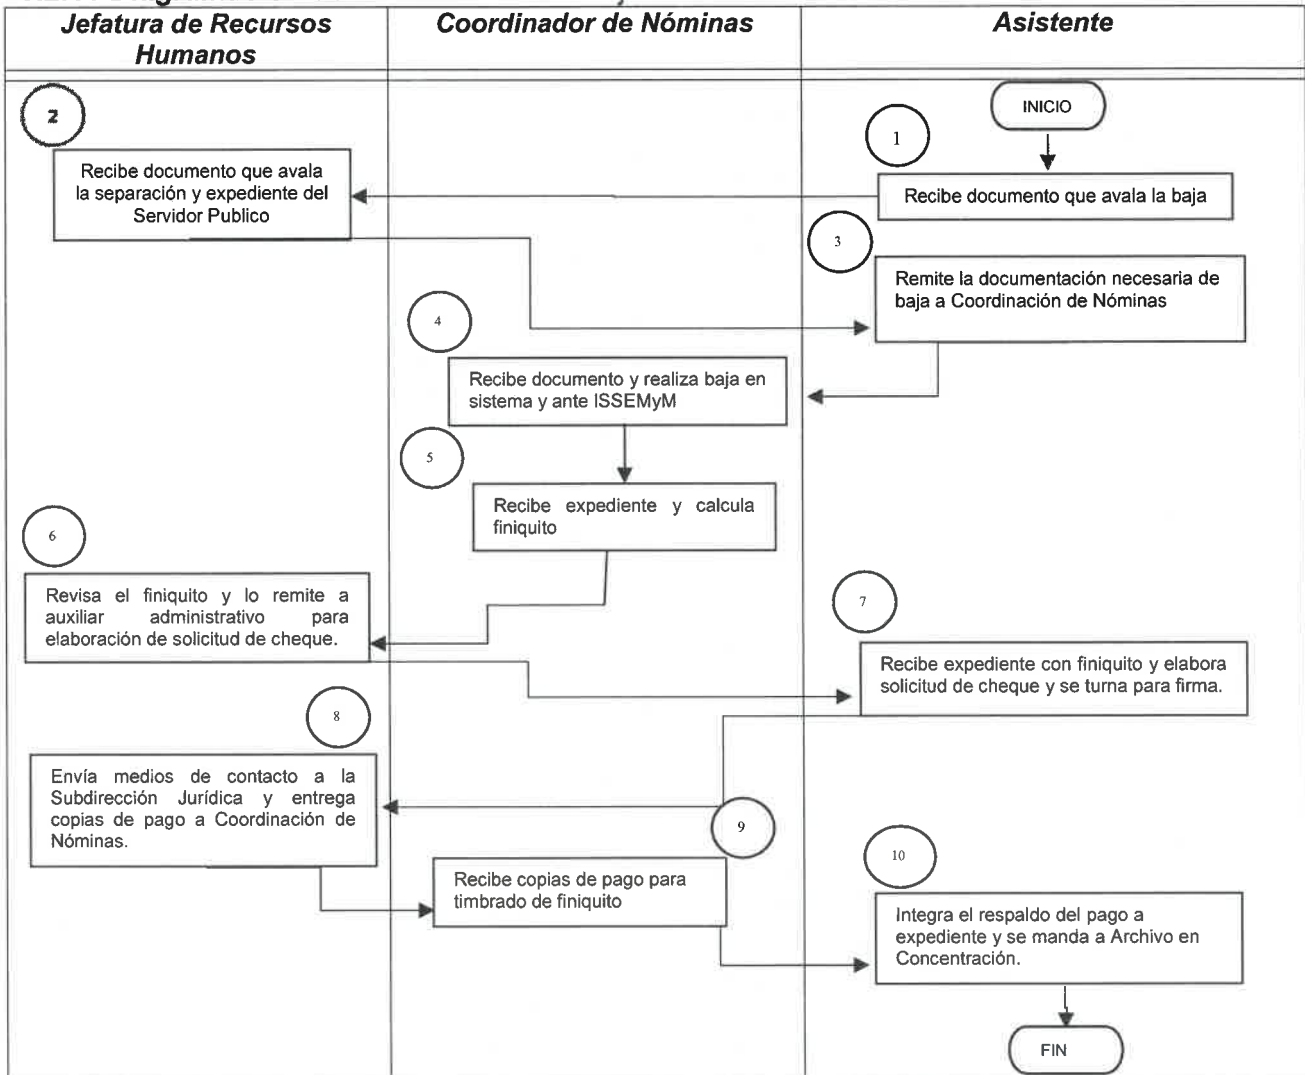 Jefatura de Recursos
Humanos
Coordinador de Nóminas
Asistente
INICIO
1
Recibe documento que avala la baja
2
Recibe documento que avala
la separación y expediente del
Servidor Publico
3
Remite la documentación necesaria de
baja a Coordinación de Nóminas
4
Recibe documento y realiza baja en
sistema y ante ISSEMyM
5
Recibe expediente y calcula
finiquito
6
Revisa el finiquito y lo remite a
auxiliar administrativo para
elaboración de solicitud de cheque.
7
Recibe expediente con finiquito y elabora
solicitud de cheque y se turna para firma.
8
Envía medios de contacto a la
Subdirección Jurídica y entrega
copias de pago a Coordinación de
Nóminas.
9
Recibe copias de pago para
timbrado de finiquito
10
Integra el respaldo del pago a
expediente y se manda a Archivo en
Concentración.
FIN